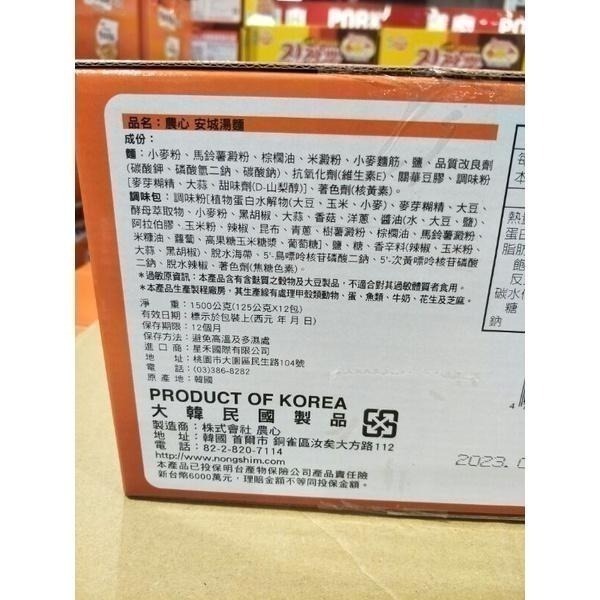 PORK
品名：農心 安城湯麵
成份：
麵：小麥粉、馬鈴薯澱粉、棕櫚油、米澱粉、小麥麵筋、鹽、品質改良劑
(碳酸鉀、磷酸氫二鈉、碳酸鈉)、抗氧化劑(維生素E)、關華豆膠、調味粉
[麥芽糊精、大蒜、甜味劑(D-山梨醇)]、著色劑(核黃素)。
調味包：調味粉[植物蛋白水解物(大豆、玉米、小麥)、麥芽糊精、大豆、
酵母萃取物、小麥粉、黑胡椒、大蒜、香菇、洋蔥、醬油(水、大豆、鹽)、
阿拉伯膠、玉米粉、辣椒、昆布、青蔥、樹薯澱粉、棕櫚油、馬鈴薯澱粉、
米糠油、蘿蔔、高果糖玉米糖漿、葡萄糖]、鹽、糖、香辛料(辣椒、玉米粉、
大蒜、黑胡椒)、脫水海帶、5'-鳥嘌呤核苷磷酸二鈉、5'-次黃嘌呤核苷磷酸
二鈉、脫水辣椒、著色劑(焦糖色素)。
*過敏原資訊：本產品含有含麩質之穀物及大豆製品，不適合對其過敏體質者食用。
*本產品生產製程廠房，其生產線有處理甲殼類動物、蛋、魚類、牛奶、花生及芝麻。
淨 重：1500公克(125公克X12包)
有效日期：標示於包裝上(西元 年 月 日)
保存期限：12個月
保存方法：避免高溫及多濕處
進 口 商：星禾國際有限公司
地 址：桃園市大園區民生路104號
電 話：(03)386-8282
原 產 地：韓國
PRODUCT OF KOREA
大 韓 民 國 製 品
製造商：株式會社 農心
地 址：韓國 首爾市 銅雀區汝矣大方路112
電 話：82-2-820-7114
http://www.nongshim.com
本產品已投保明台產物保險公司產品責任險
新台幣6000萬元，理賠金額不等同投保金額。
每
本
熱
蛋白
脂肪
飽
反
碳水
糖
鈉
4
2023.